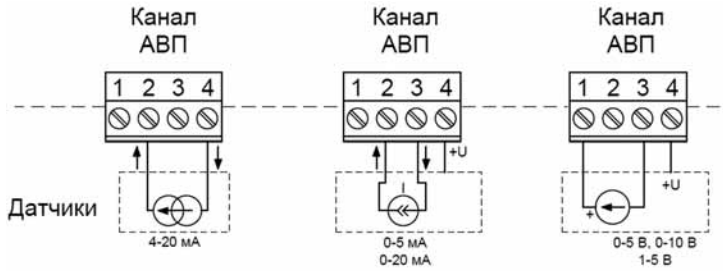 Канал Канал Канал
АВП АВП АВП
1 2 3 4 1 2 3 4 1 2 3 4
+U
+U
I
Датчики
+
4-20 мА 0-5 мА 0-5 В, 0-10 В
0-20 мА 1-5 В